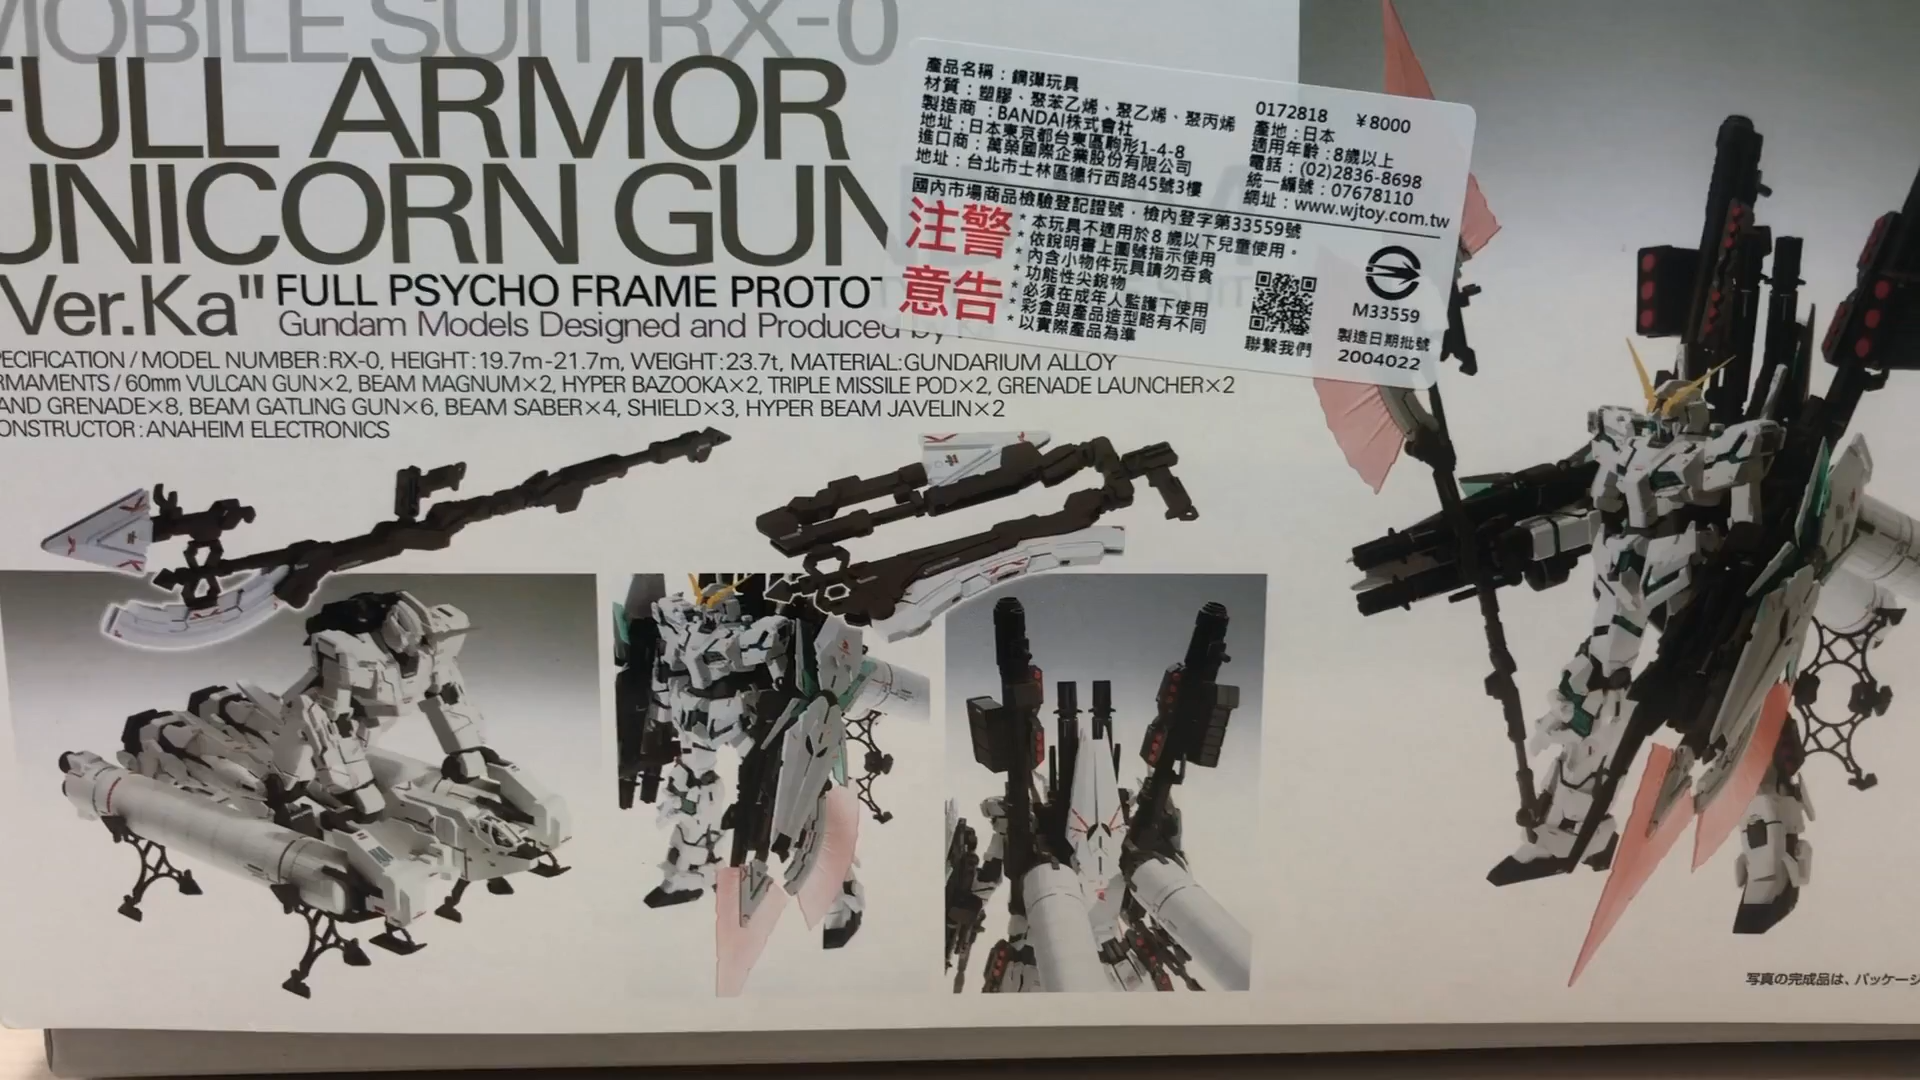 MOBILE SUIT RX-0
FULL ARMOR
UNICORN GUN
"Ver.Ka" FULL PSYCHO FRAME PROTOT
Gundam Models Designed and Produced by K
PECIFICATION / MODEL NUMBER:RX-0, HEIGHT:19.7m-21.7m, WEIGHT:23.7t, MATERIAL:GUNDARIUM ALLOY
RMAMENTS / 60mm VULCAN GUN×2, BEAM MAGNUM×2, HYPER BAZOOKA×2, TRIPLE MISSILE POD×2, GRENADE LAUNCHER×2
AND GRENADE×8, BEAM GATLING GUN×6, BEAM SABER×4, SHIELD×3, HYPER BEAM JAVELIN×2
ONSTRUCTOR:ANAHEIM ELECTRONICS
產品名稱：鋼彈玩具
材質：塑膠、聚苯乙烯、聚乙烯、聚丙烯
製造商：BANDAI株式會社
地址：日本東京都台東區駒形1-4-8
進口商：萬榮國際企業股份有限公司
地址：台北市士林區德行西路45號3樓
0172818 ¥8000
產地：日本
適用年齡：8歲以上
電話：(02)2836-8698
統一編號：07678110
網址：www.wjtoy.com.tw
國內市場商品檢驗登記證號．檢內登字第33559號
注警
意告
*本玩具不適用於8歲以下兒童使用。
*依說明書上圖號指示使用
*內含小物件玩具請勿吞食
*功能性尖銳物
*必須在成年人監護下使用
*彩盒與產品造型略有不同
*以實際產品為準
聯繫我們
M33559
製造日期批號
2004022
写真の完成品は、パッケージ